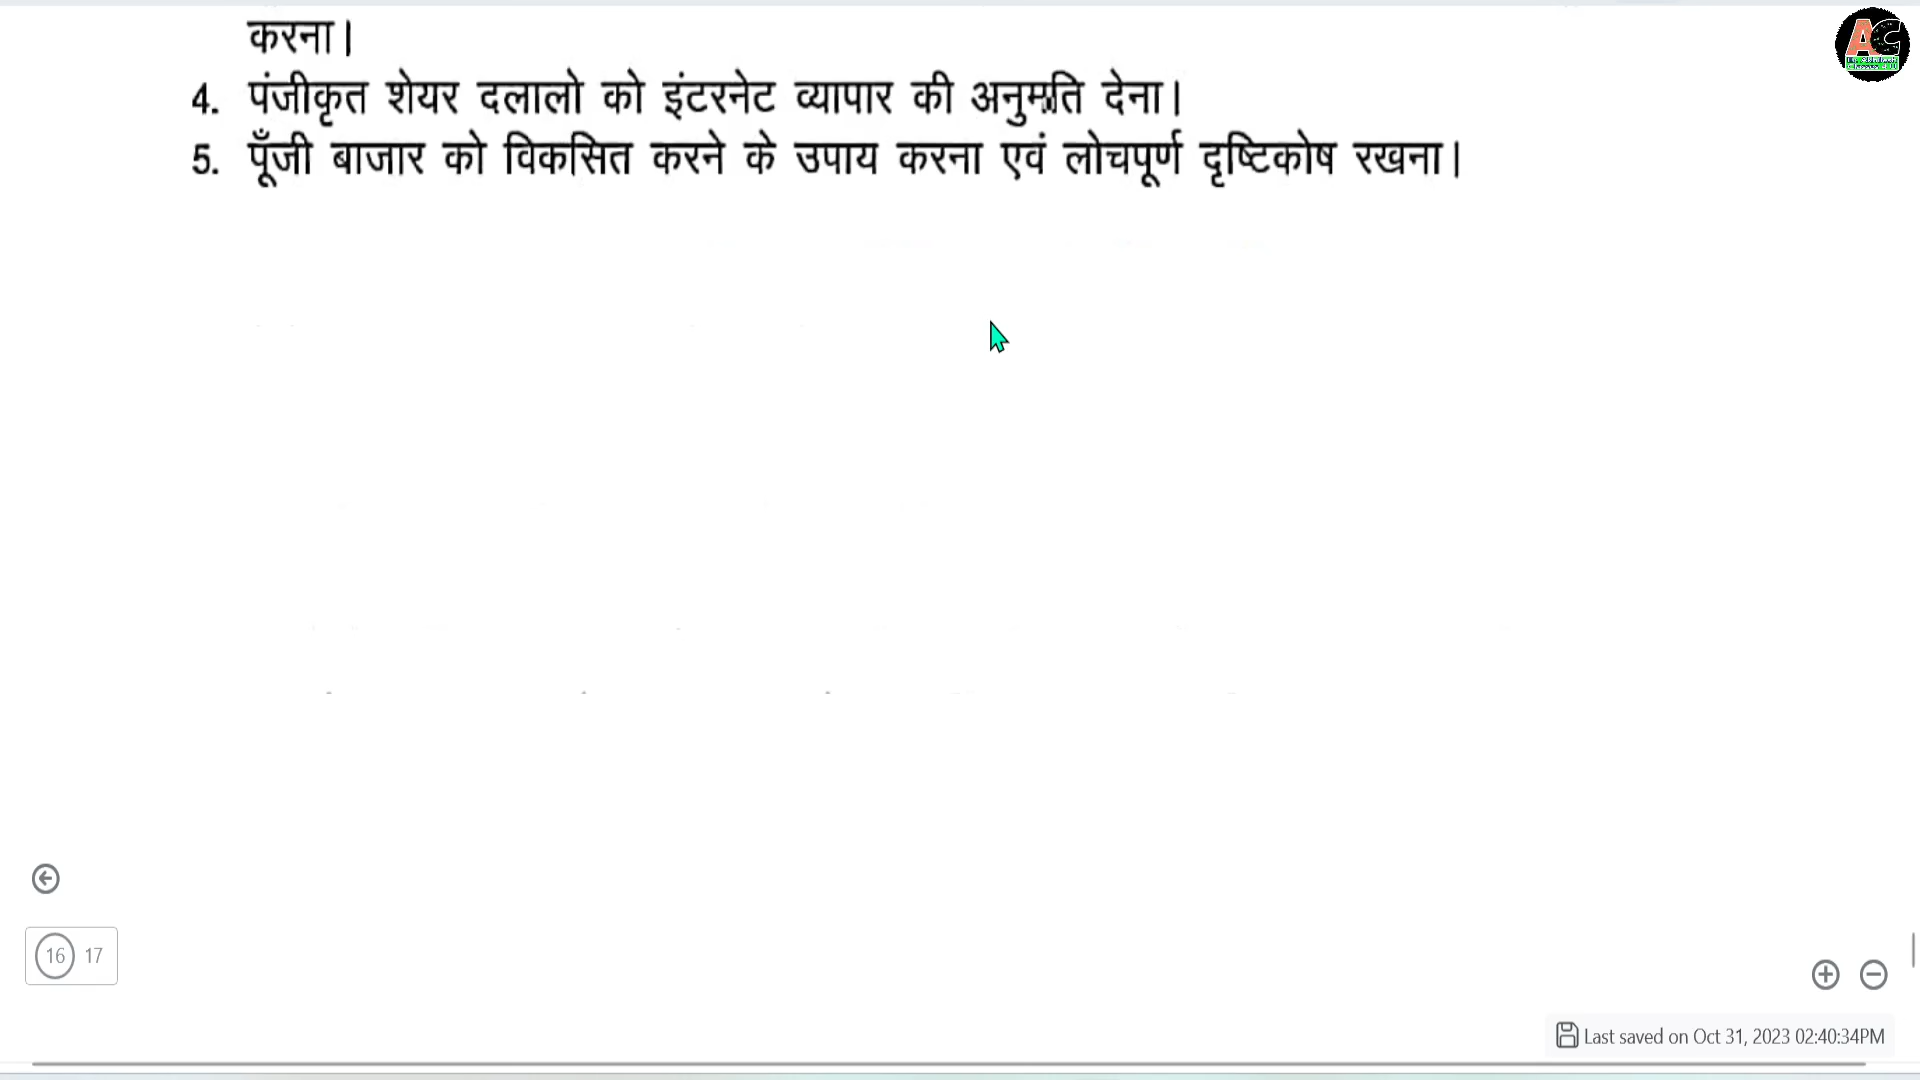 करना।
4. पंजीकृत शेयर दलालो को इंटरनेट व्यापार की अनुमति देना।
5. पूँजी बाजार को विकसित करने के उपाय करना एवं लोचपूर्ण दृष्टिकोष रखना।
AC
16 17
Last saved on Oct 31, 2023 02:40:34PM